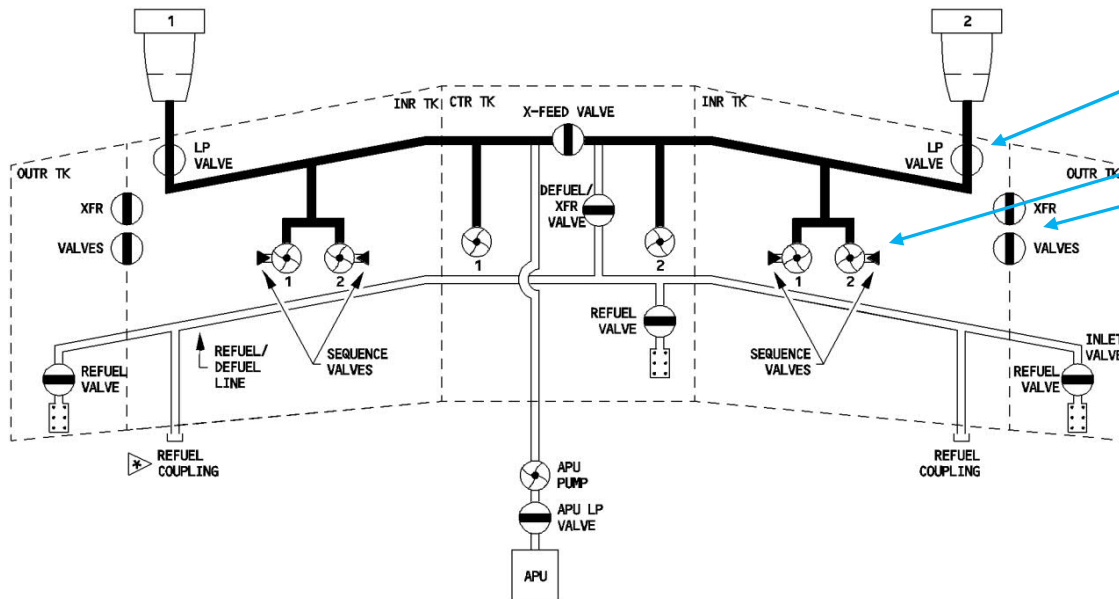 1
2
INR TK
CTR TK
INR TK
X-FEED VALVE
LP
VALVE
LP
VALVE
OUTR TK
OUTR TK
XFR
VALVES
DEFUEL/
XFR
VALVE
XFR
VALVES
1
2
1
2
1
2
REFUEL
VALVE
SEQUENCE
VALVES
SEQUENCE
VALVES
INLET
VALVE
REFUEL
VALVE
REFUEL/
DEFUEL
LINE
REFUEL
VALVE
*
REFUEL
COUPLING
REFUEL
COUPLING
APU
PUMP
APU LP
VALVE
APU